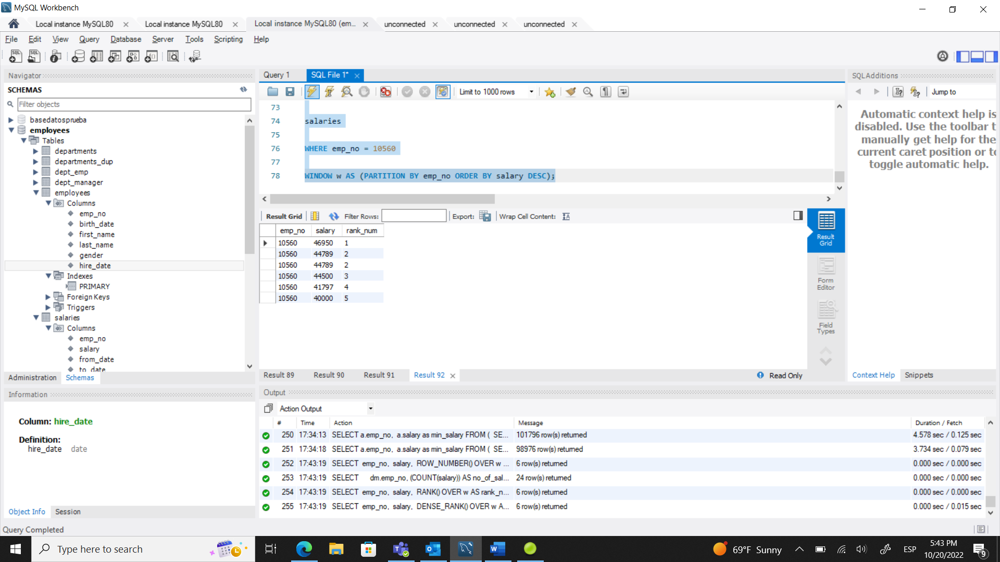 MySQL Workbench
Local instance MySQL80
Local instance MySQL80
Local instance MySQL80 (em...
unconnected
unconnected
unconnected
File Edit View Query Database Server Tools Scripting Help
Navigator
SCHEMAS
Filter objects
basedatosprueba
employees
Tables
departments
departments_dup
dept_emp
dept_manager
employees
Columns
emp_no
birth_date
first_name
last_name
gender
hire_date
Indexes
PRIMARY
Foreign Keys
Triggers
salaries
Columns
emp_no
salary
from_date
to_date
Administration Schemas
Information
Column: hire_date
Definition:
hire_date date
Object Info Session
Query Completed
Query 1 SQL File 1*
Limit to 1000 rows
73
74 salaries
75
76 WHERE emp_no = 10560
77
78 WINDOW w AS (PARTITION BY emp_no ORDER BY salary DESC);
Result Grid Filter Rows: Export: Wrap Cell Content:
emp_no salary rank_num
10560 46950 1
10560 44789 2
10560 44789 2
10560 44500 3
10560 41797 4
10560 40000 5
Result
Grid
Form
Editor
Field
Types
Result 89 Result 90 Result 91 Result 92 Read Only
Output
Action Output
# Time Action Message Duration / Fetch
250 17:34:13 SELECT a.emp_no, a.salary as min_salary FROM ( SE... 101796 row(s) returned 4.578 sec / 0.125 sec
251 17:34:18 SELECT a.emp_no, a.salary as min_salary FROM ( SE... 98976 row(s) returned 3.734 sec / 0.079 sec
252 17:43:19 SELECT emp_no, salary, ROW_NUMBER() OVER w ... 6 row(s) returned 0.000 sec / 0.000 sec
253 17:43:19 SELECT dm.emp_no, (COUNT(salary)) AS no_of_sal... 24 row(s) returned 0.000 sec / 0.000 sec
254 17:43:19 SELECT emp_no, salary, RANK() OVER w AS rank_n... 6 row(s) returned 0.000 sec / 0.000 sec
255 17:43:19 SELECT emp_no, salary, DENSE_RANK() OVER w A... 6 row(s) returned 0.000 sec / 0.015 sec
SQLAdditions
Jump to
Automatic context help is
disabled. Use the toolbar t
manually get help for the
current caret position or to
toggle automatic help.
Context Help Snippets
Type here to search
69°F Sunny
ESP
5:43 PM
10/20/2022
9